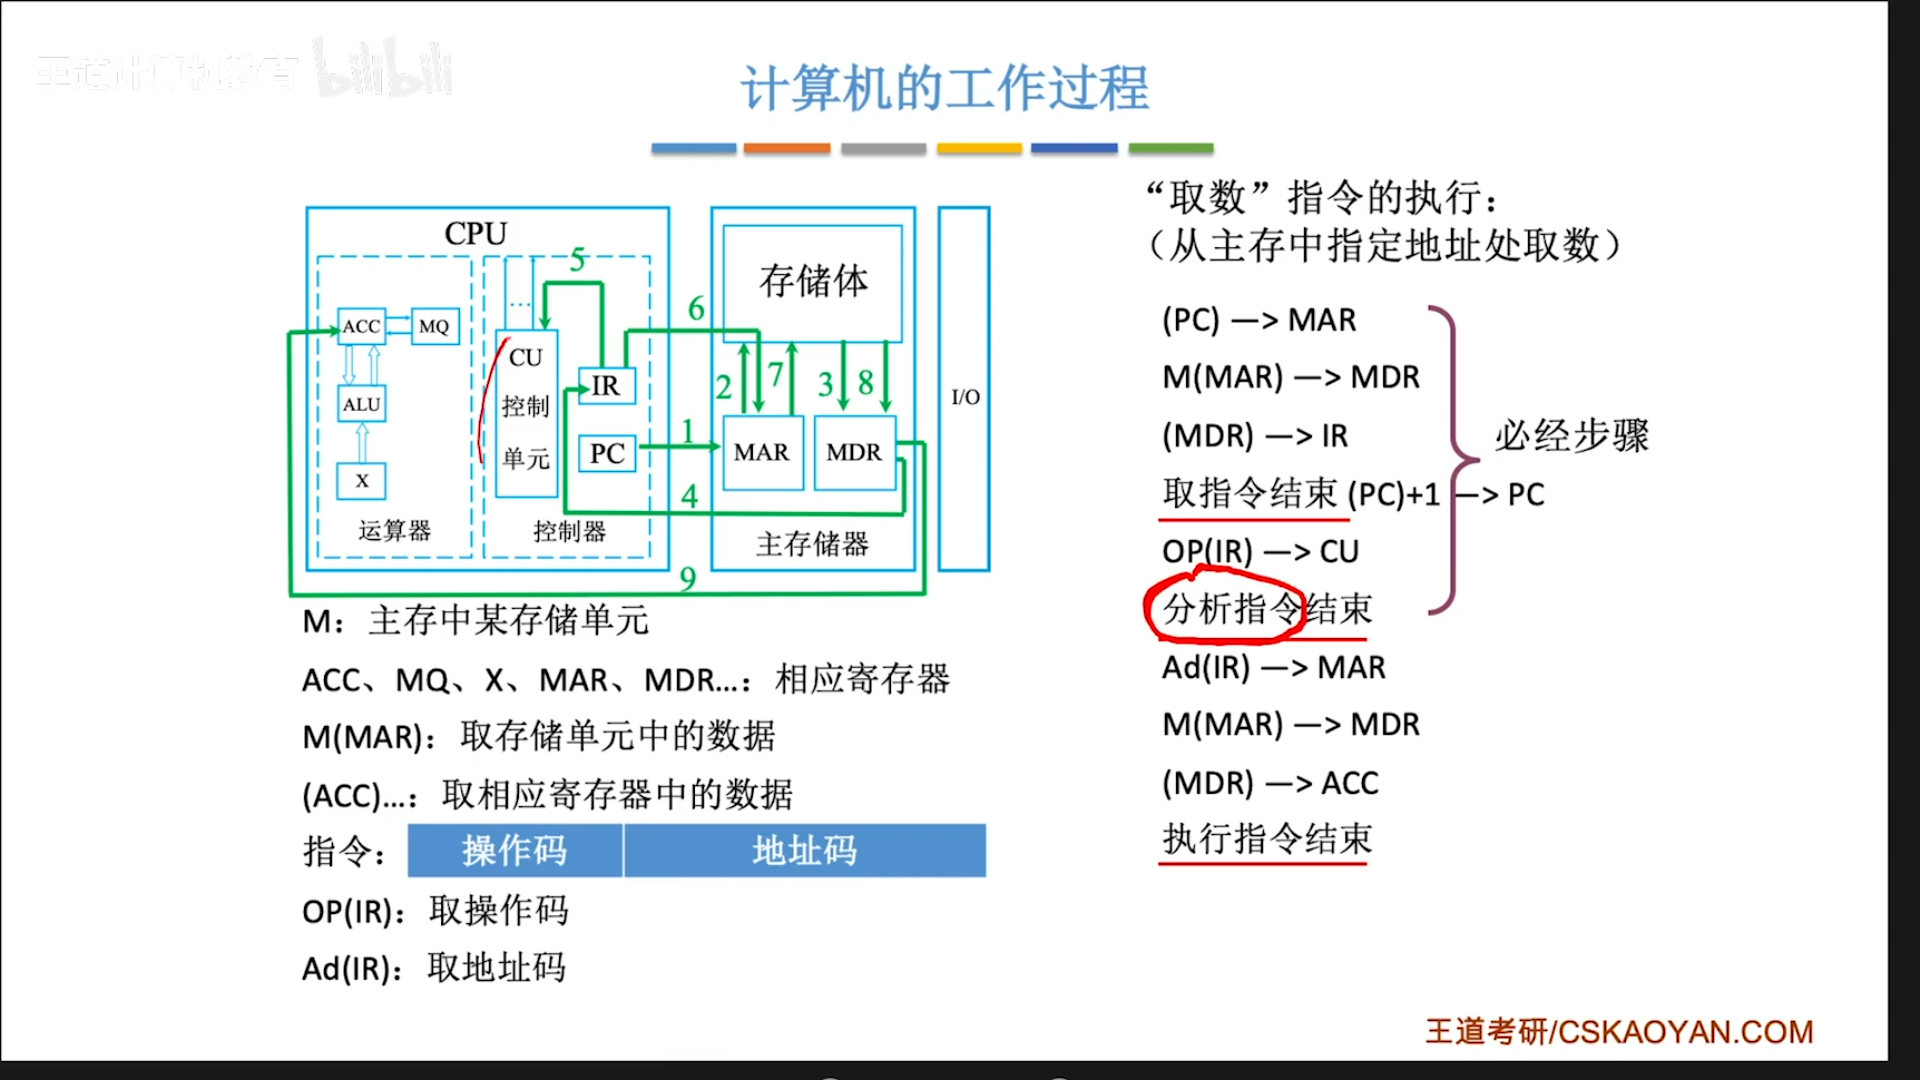 王道计算机教育 bilibili
计算机的工作过程
CPU
ACC
MQ
ALU
X
运算器
…
CU
控制
单元
IR
PC
控制器
存储体
MAR
MDR
主存储器
I/O
1
2
3
4
5
6
7
8
9
M：主存中某存储单元
ACC、MQ、X、MAR、MDR...：相应寄存器
M(MAR)：取存储单元中的数据
(ACC)...：取相应寄存器中的数据
指令：操作码 地址码
OP(IR)：取操作码
Ad(IR)：取地址码
“取数”指令的执行：
（从主存中指定地址处取数）
(PC) —> MAR
M(MAR) —> MDR
(MDR) —> IR
取指令结束 (PC)+1 —> PC
OP(IR) —> CU
分析指令结束
必经步骤
Ad(IR) —> MAR
M(MAR) —> MDR
(MDR) —> ACC
执行指令结束
王道考研/CSKAOYAN.COM